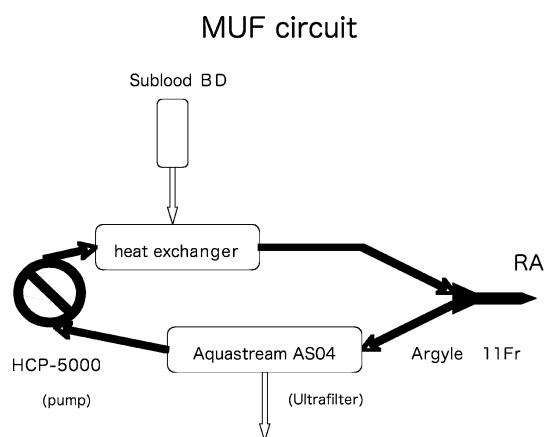 MUF circuit
Sublood BD
heat exchanger
RA
Aquastream AS04
Argyle 11Fr
HCP-5000
(pump)
(Ultrafilter)